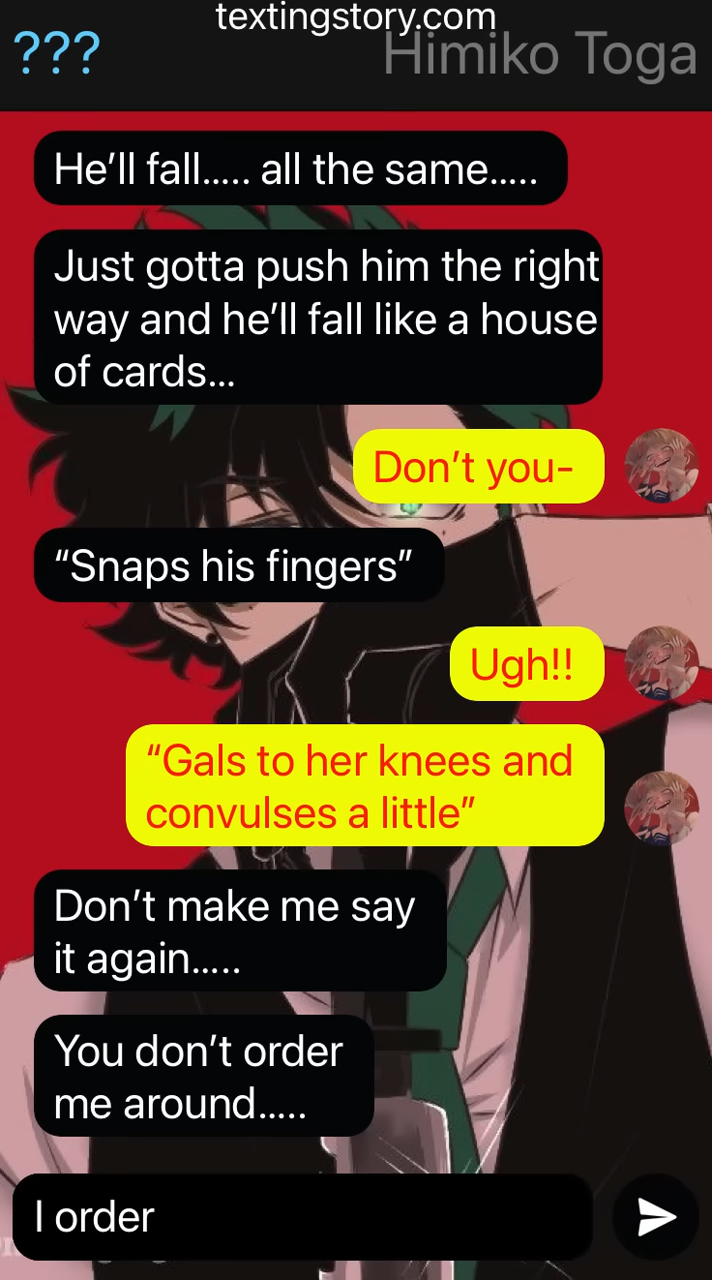 textingstory.com
???
Himiko Toga
He’ll fall..... all the same.....
Just gotta push him the right
way and he’ll fall like a house
of cards...
Don’t you-
“Snaps his fingers”
Ugh!!
“Gals to her knees and
convulses a little”
Don’t make me say
it again.....
You don’t order
me around.....
I order